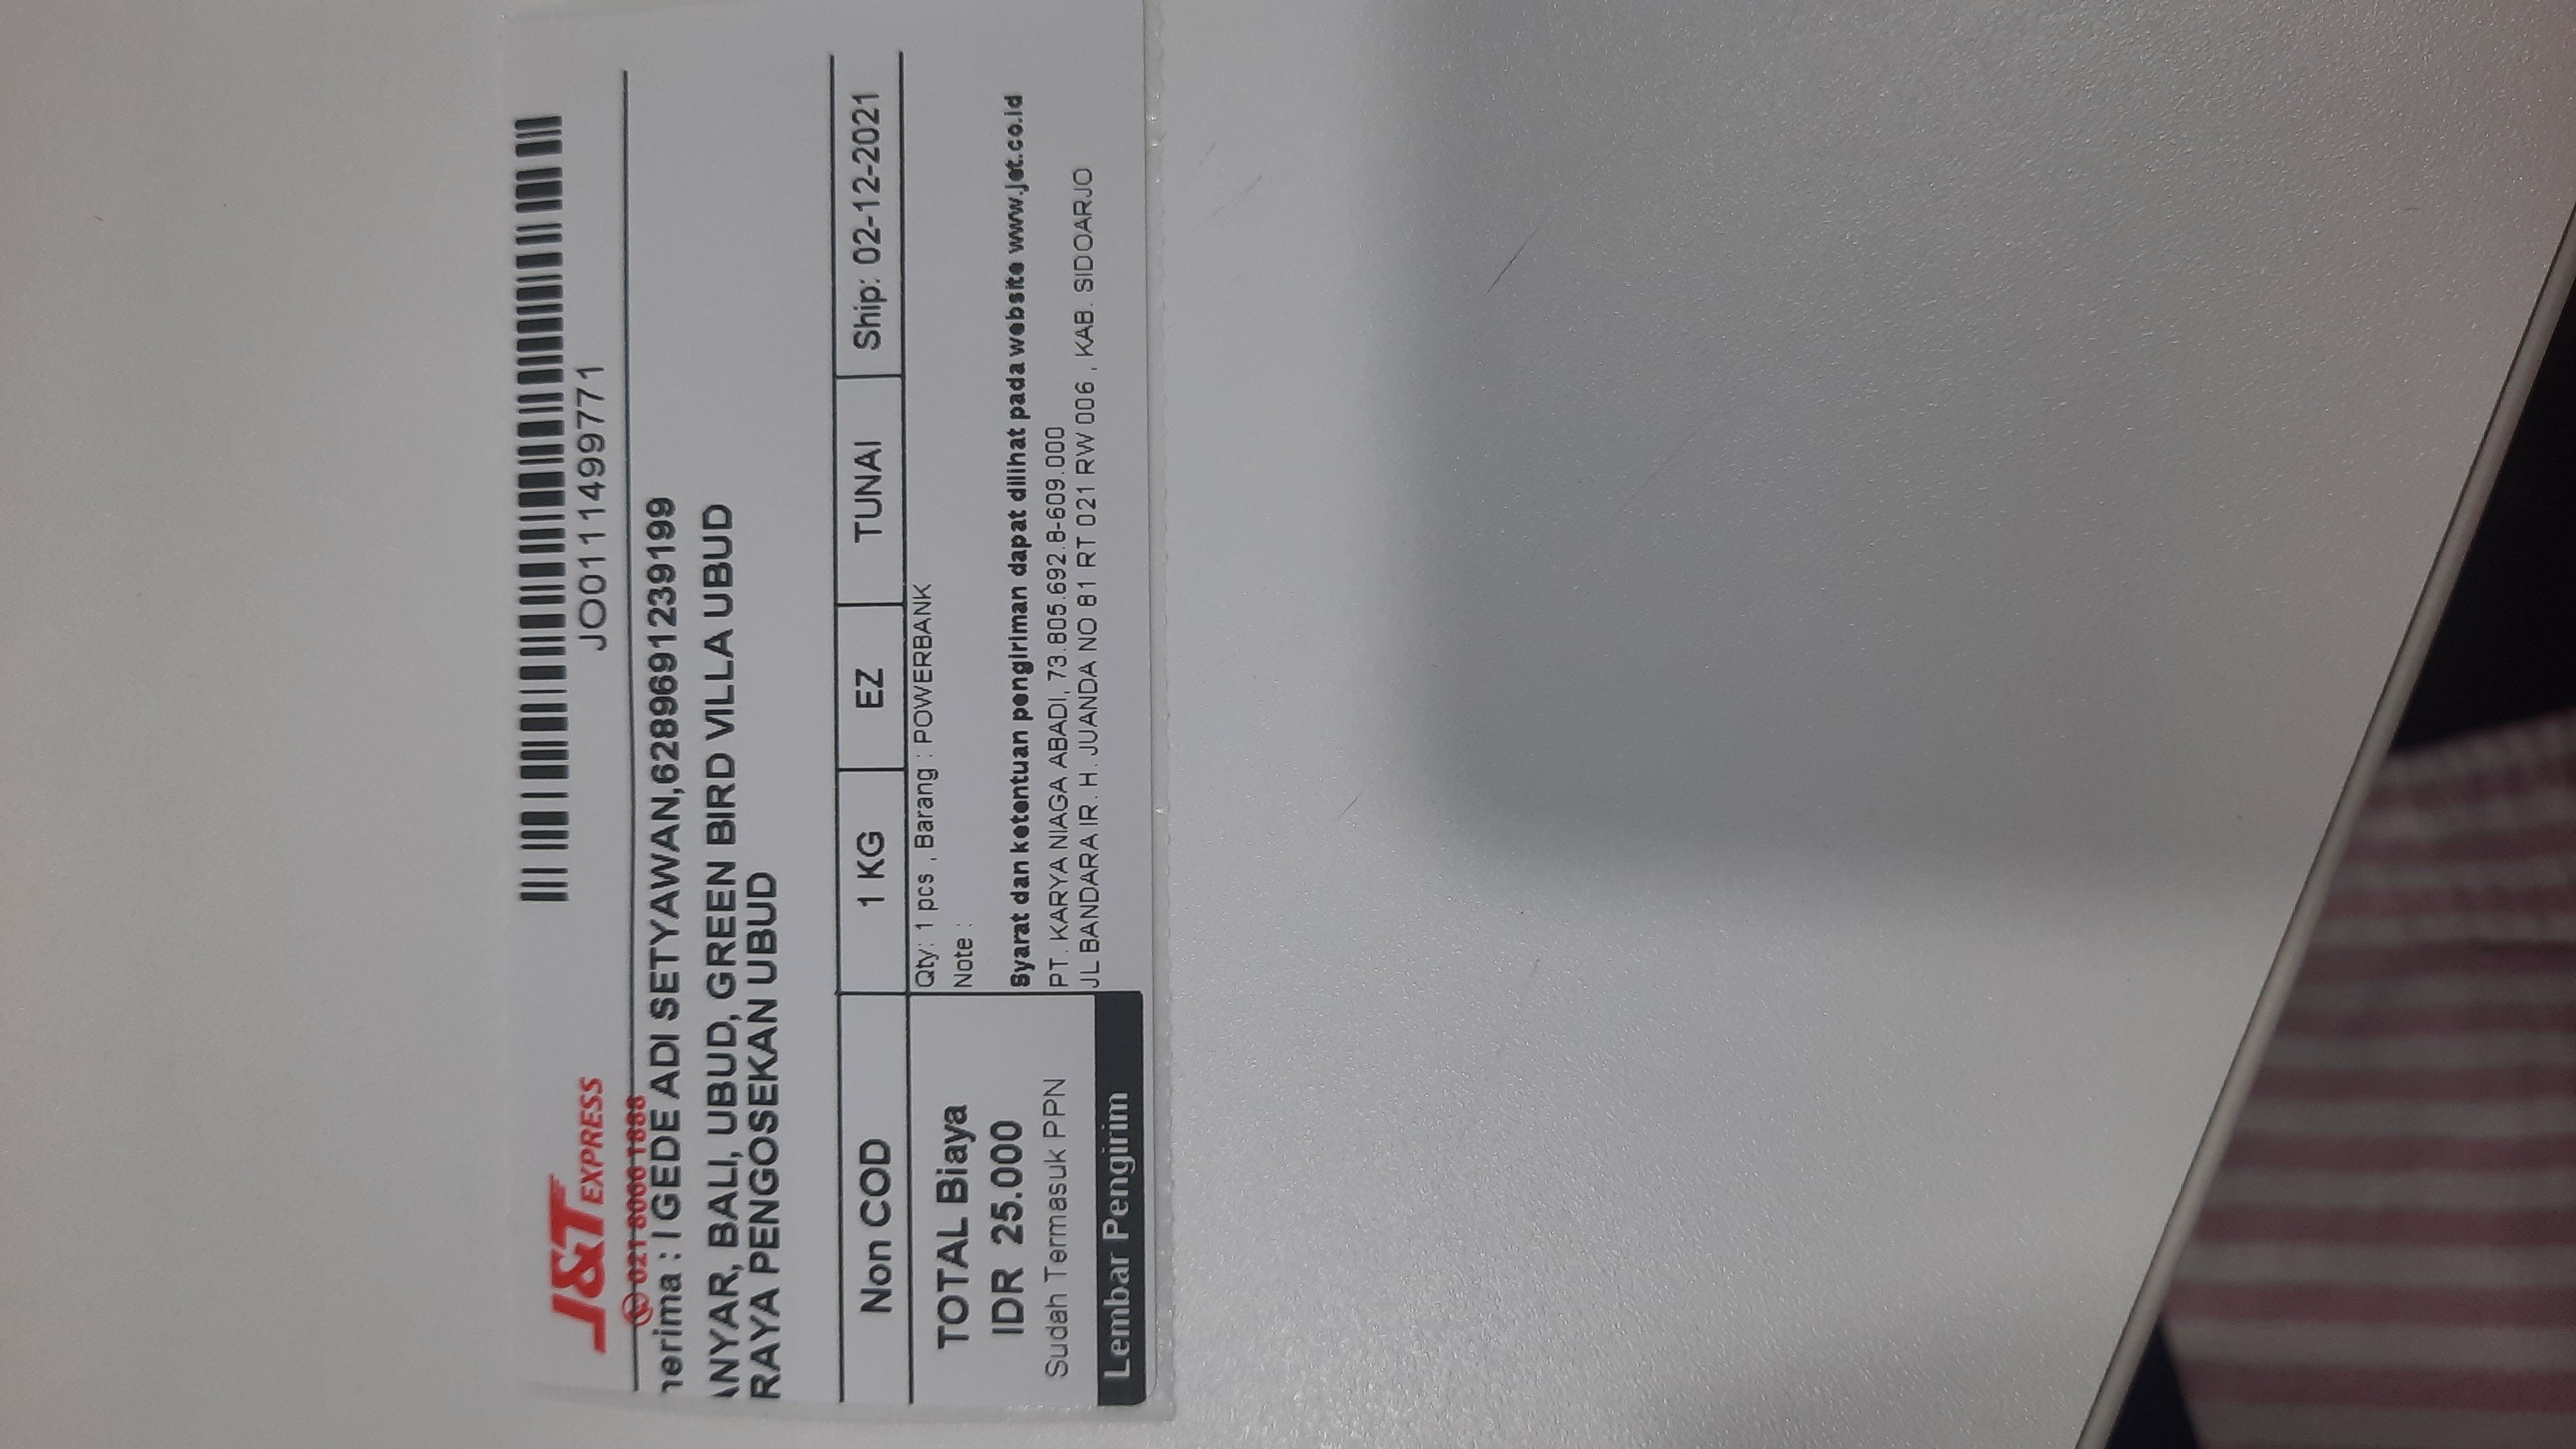 J&T EXPRESS
JO0111499771
021 8066 1888
nerima : I GEDE ADI SETYAWAN,6289691239199
ANYAR, BALI, UBUD, GREEN BIRD VILLA UBUD
RAYA PENGOSEKAN UBUD
Non COD 1 KG EZ TUNAI Ship: 02-12-2021
Qty: 1 pcs , Barang : POWERBANK
Note :
TOTAL Biaya
IDR 25.000
Sudah Termasuk PPN
Lembar Pengirim
Syarat dan ketentuan pengiriman dapat dilihat pada website www.jet.co.id
PT. KARYA NIAGA ABADI, 73.805.692.8-609.000
JL BANDARA IR. H. JUANDA NO 81 RT 021 RW 006 , KAB. SIDOARJO